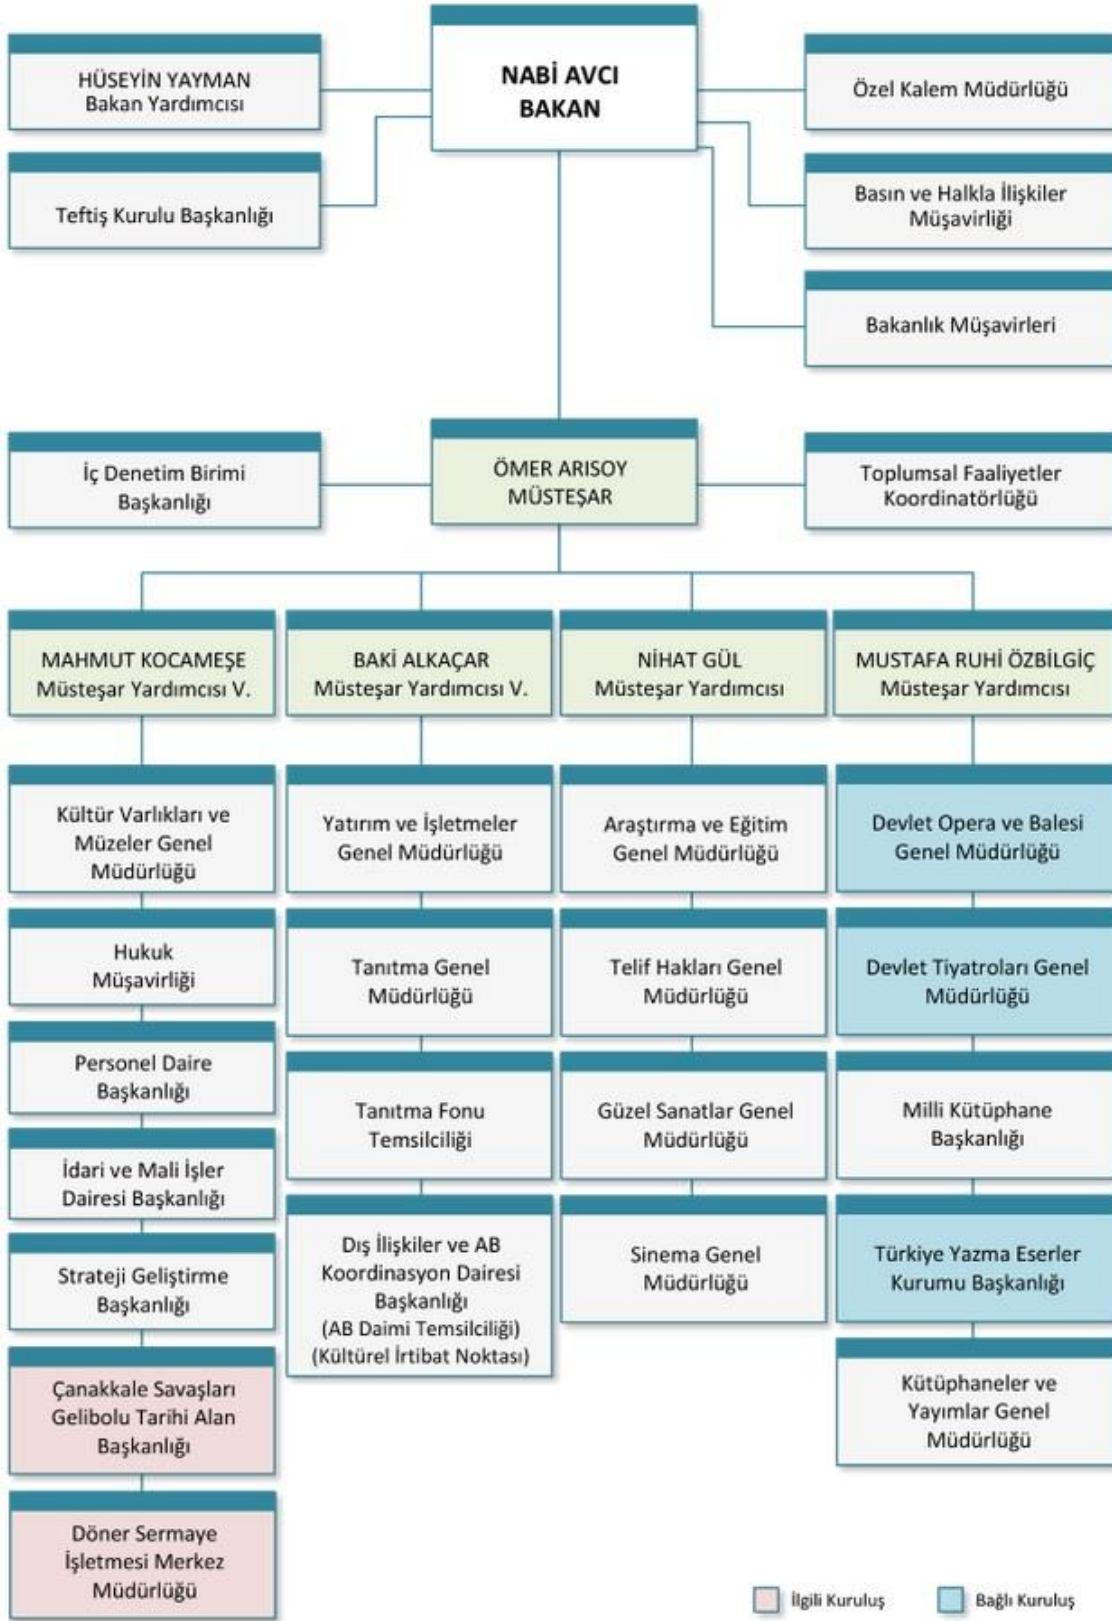 NABİ AVCI
BAKAN
HÜSEYİN YAYMAN
Bakan Yardımcısı
Teftiş Kurulu Başkanlığı
Özel Kalem Müdürlüğü
Basın ve Halkla İlişkiler
Müşavirliği
Bakanlık Müşavirleri
İç Denetim Birimi
Başkanlığı
ÖMER ARISOY
MÜSTEŞAR
Toplumsal Faaliyetler
Koordinatörlüğü
MAHMUT KOCAMEŞE
Müsteşar Yardımcısı V.
Kültür Varlıkları ve
Müzeler Genel
Müdürlüğü
Hukuk
Müşavirliği
Personel Daire
Başkanlığı
İdari ve Mali İşler
Dairesi Başkanlığı
Strateji Geliştirme
Başkanlığı
Çanakkale Savaşları
Gelibolu Tarihi Alan
Başkanlığı
Döner Sermaye
İşletmesi Merkez
Müdürlüğü
BAKİ ALKAÇAR
Müsteşar Yardımcısı V.
Yatırım ve İşletmeler
Genel Müdürlüğü
Tanıtma Genel
Müdürlüğü
Tanıtma Fonu
Temsilciliği
Dış İlişkiler ve AB
Koordinasyon Dairesi
Başkanlığı
(AB Daimi Temsilciliği)
(Kültürel İrtibat Noktası)
NİHAT GÜL
Müsteşar Yardımcısı
Araştırma ve Eğitim
Genel Müdürlüğü
Telif Hakları Genel
Müdürlüğü
Güzel Sanatlar Genel
Müdürlüğü
Sinema Genel
Müdürlüğü
MUSTAFA RUHİ ÖZBİLGİÇ
Müsteşar Yardımcısı
Devlet Opera ve Balesi
Genel Müdürlüğü
Devlet Tiyatroları Genel
Müdürlüğü
Milli Kütüphane
Başkanlığı
Türkiye Yazma Eserler
Kurumu Başkanlığı
Kütüphaneler ve
Yayımlar Genel
Müdürlüğü
İlgili Kuruluş
Bağlı Kuruluş